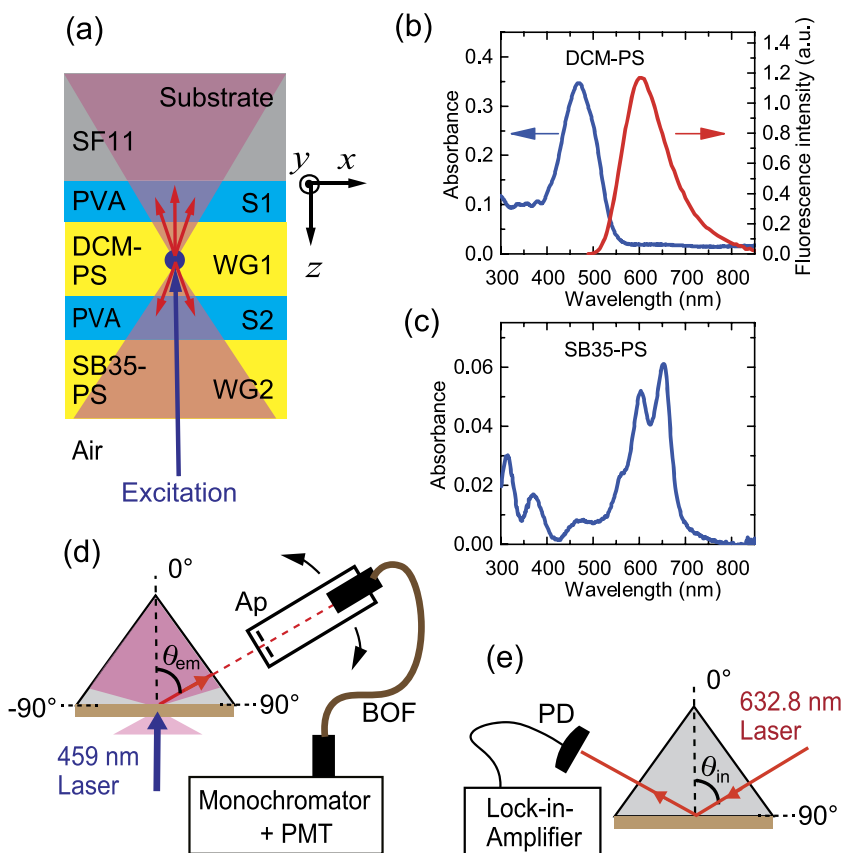 (a)
Substrate
SF11
PVA S1
DCM-
PS
WG1
PVA S2
SB35-
PS
WG2
Air
Excitation
y x
z
(b)
DCM-PS
0.4
0.3
0.2
0.1
0.0
Absorbance
1.4
1.2
1.0
0.8
0.6
0.4
0.2
0.0
Fluorescence intensity (a.u.)
300 400 500 600 700 800
Wavelength (nm)
(c)
SB35-PS
0.06
0.04
0.02
0.00
Absorbance
300 400 500 600 700 800
Wavelength (nm)
(d)
0°
Ap
θem
-90° 90°
BOF
459 nm
Laser
Monochromator
+ PMT
(e)
0°
PD
632.8 nm
Laser
θin
90°
Lock-in-
Amplifier